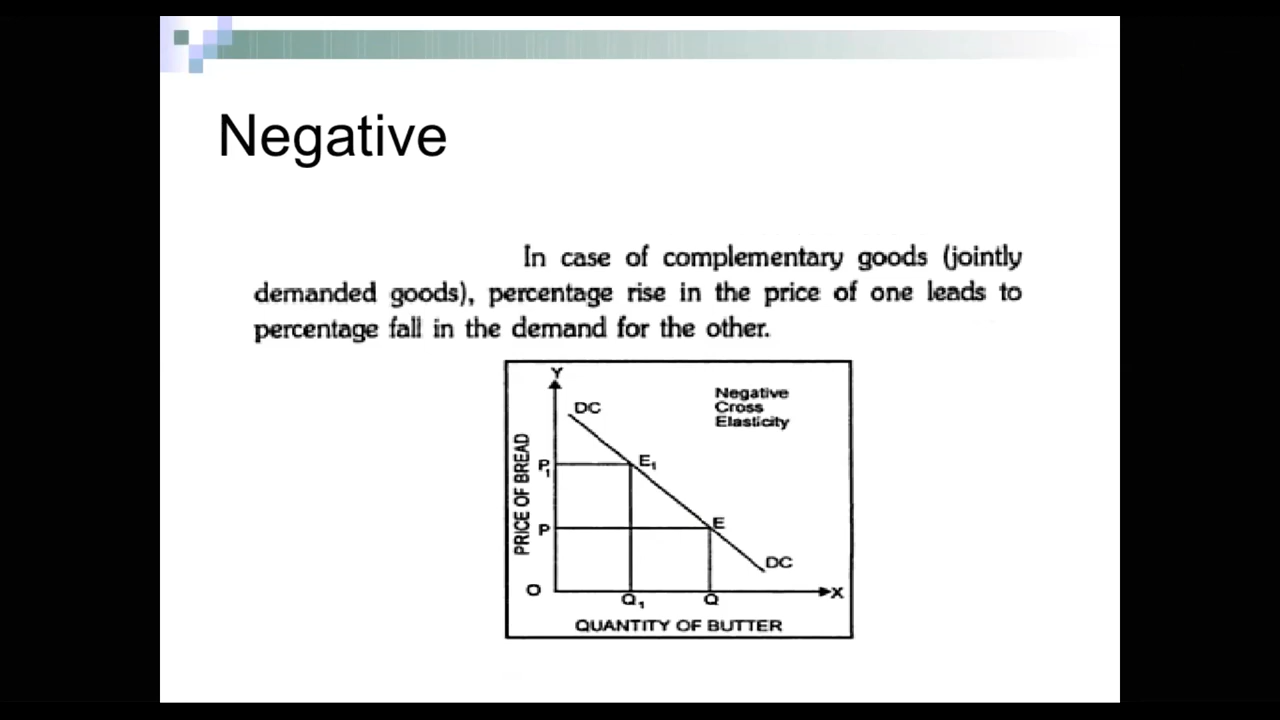 Negative
In case of complementary goods (jointly
demanded goods), percentage rise in the price of one leads to
percentage fall in the demand for the other.
Y
DC
Negative
Cross
Elasticity
PRICE OF BREAD
P1
E1
P
E
DC
O
Q1
Q
X
QUANTITY OF BUTTER